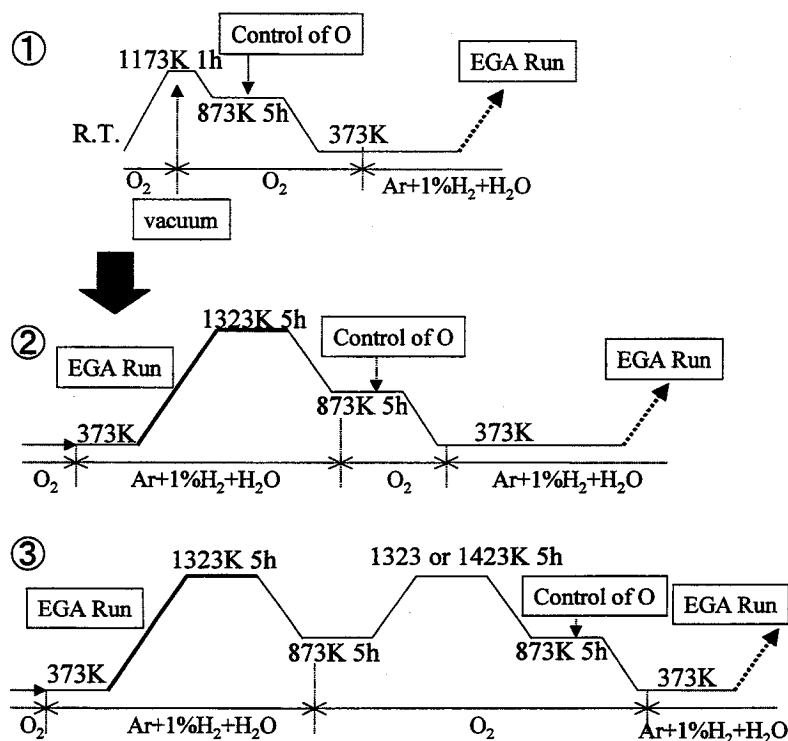 ①
Control of O
EGA Run
1173K 1h
873K 5h
R.T.
373K
O₂
O₂
Ar+1%H₂+H₂O
vacuum
②
1323K 5h
Control of O
EGA Run
EGA Run
873K 5h
373K
373K
O₂
Ar+1%H₂+H₂O
O₂
Ar+1%H₂+H₂O
③
1323K 5h
1323 or 1423K 5h
EGA Run
Control of O
EGA Run
873K 5h
873K 5h
373K
373K
O₂
Ar+1%H₂+H₂O
O₂
Ar+1%H₂+H₂O